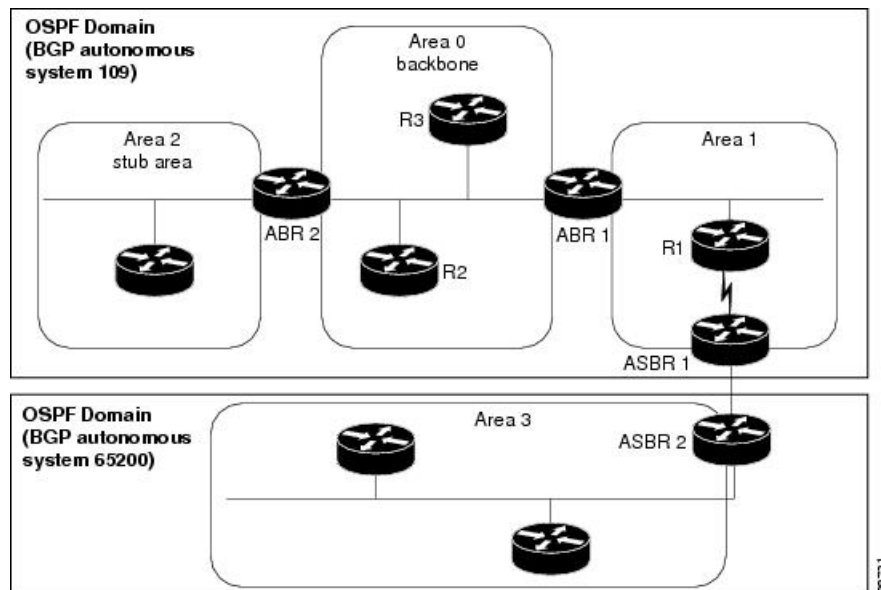 OSPF Domain
(BGP autonomous
system 109)
Area 0
backbone
R3
Area 2
stub area
Area 1
ABR 2
ABR 1
R1
R2
ASBR 1
OSPF Domain
(BGP autonomous
system 65200)
Area 3
ASBR 2